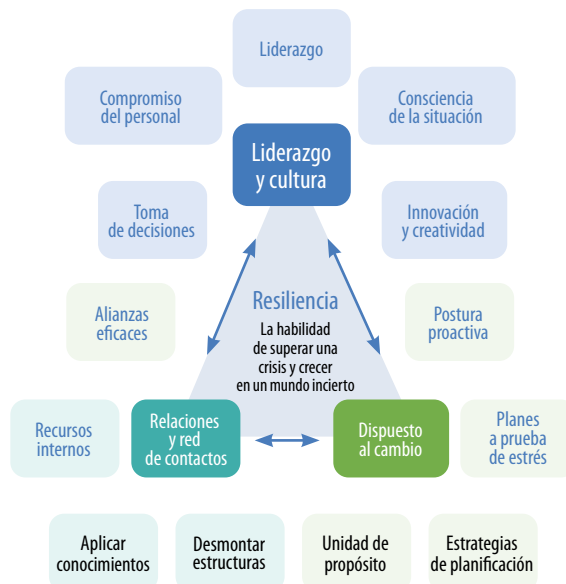 Liderazgo
Compromiso
del personal
Consciencia
de la situación
Liderazgo
y cultura
Toma
de decisiones
Innovación
y creatividad
Alianzas
eficaces
Resiliencia
La habilidad
de superar una
crisis y crecer
en un mundo incierto
Postura
proactiva
Recursos
internos
Relaciones
y red
de contactos
Dispuesto
al cambio
Planes
a prueba
de estrés
Aplicar
conocimientos
Desmontar
estructuras
Unidad de
propósito
Estrategias
de planificación